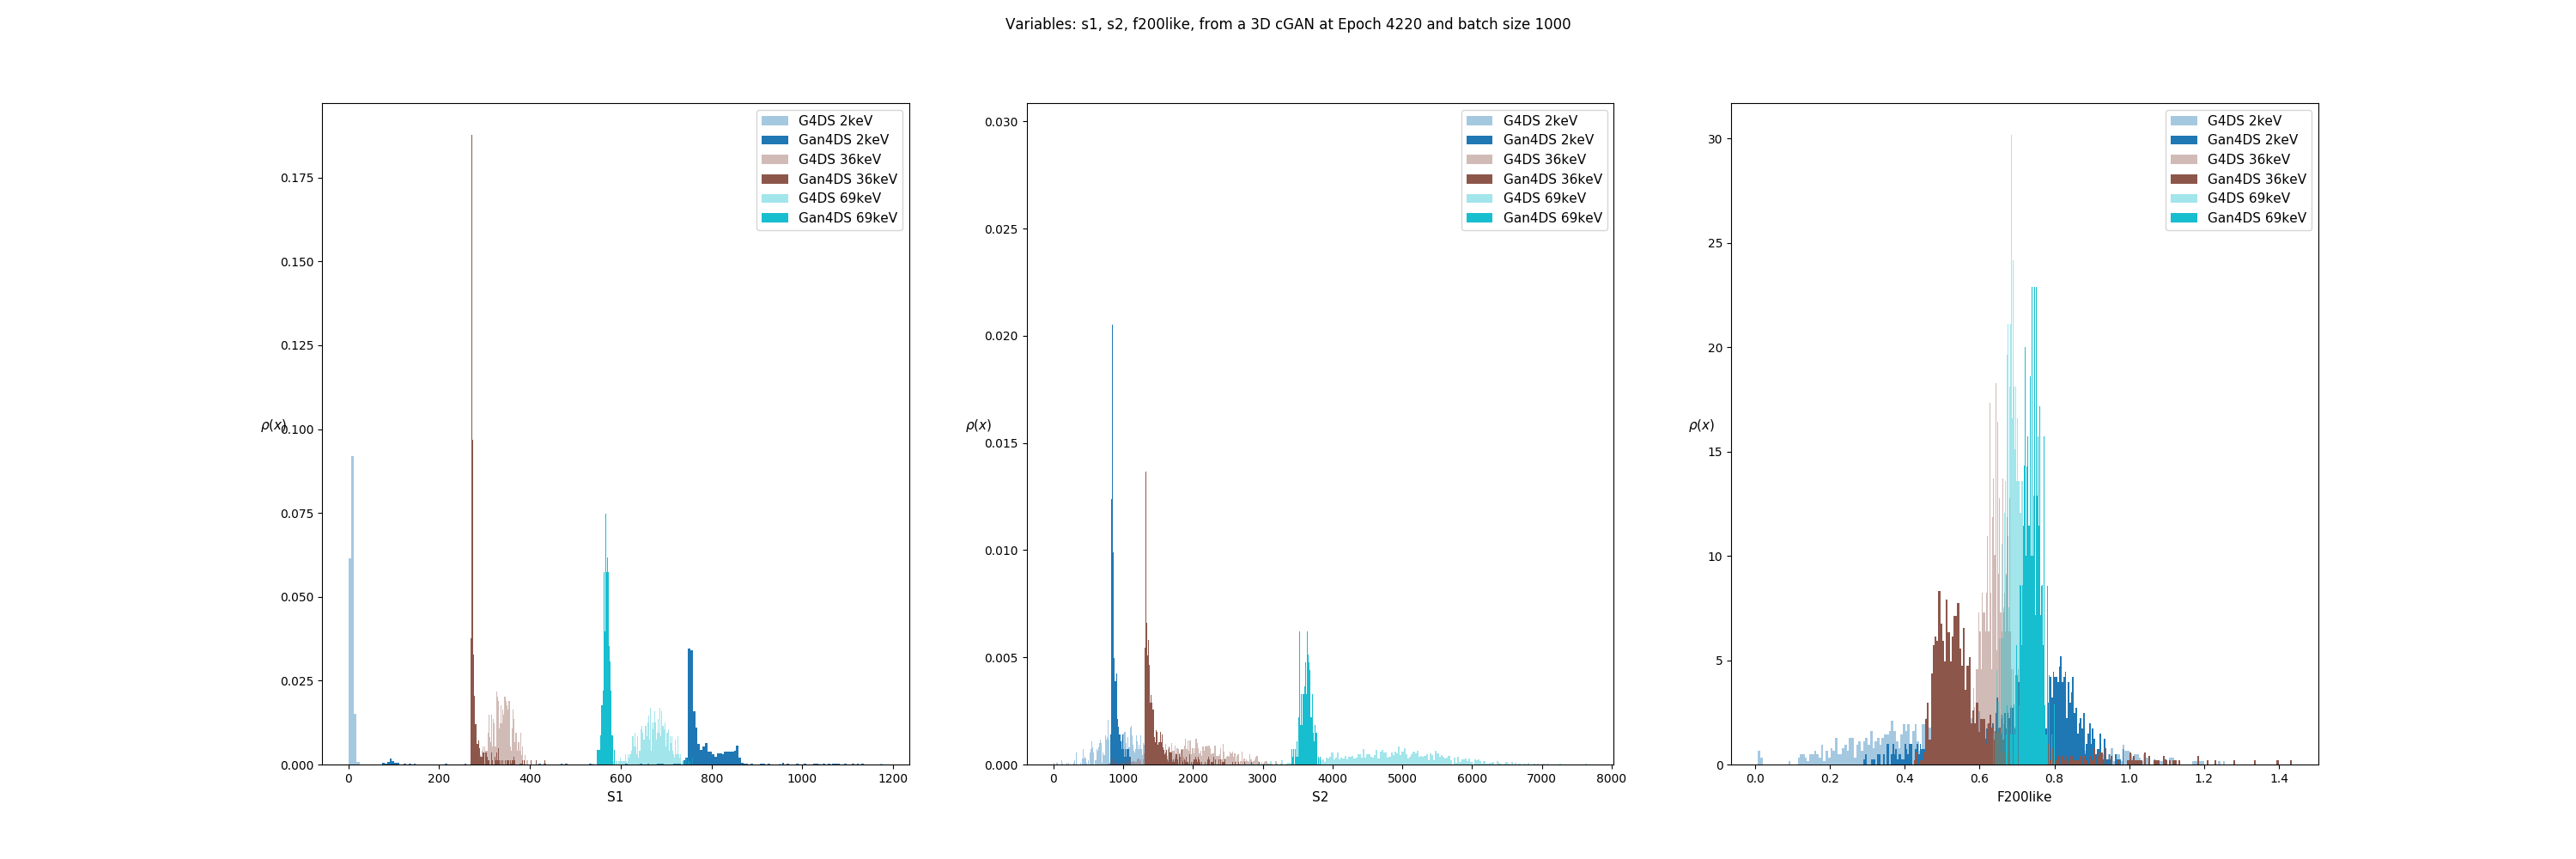 Variables: s1, s2, f200like, from a 3D cGAN at Epoch 4220 and batch size 1000
G4DS 2keV
Gan4DS 2keV
G4DS 36keV
Gan4DS 36keV
G4DS 69keV
Gan4DS 69keV
0.175
0.150
0.125
0.100
0.075
0.050
0.025
0.000
ρ(x)
0 200 400 600 800 1000 1200
S1
G4DS 2keV
Gan4DS 2keV
G4DS 36keV
Gan4DS 36keV
G4DS 69keV
Gan4DS 69keV
0.030
0.025
0.020
0.015
0.010
0.005
0.000
ρ(x)
0 1000 2000 3000 4000 5000 6000 7000 8000
S2
G4DS 2keV
Gan4DS 2keV
G4DS 36keV
Gan4DS 36keV
G4DS 69keV
Gan4DS 69keV
30
25
20
15
10
5
0
ρ(x)
0.0 0.2 0.4 0.6 0.8 1.0 1.2 1.4
F200like